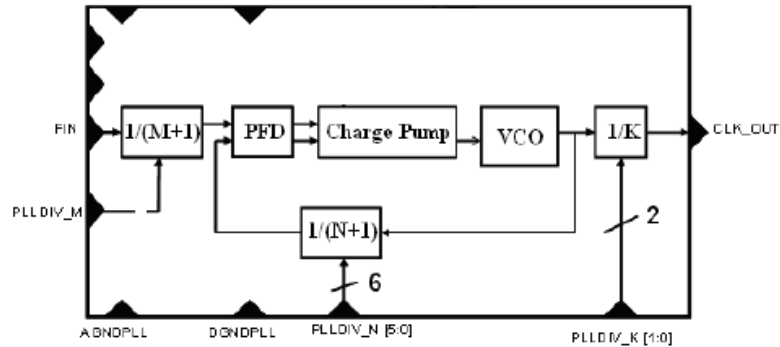 FIN
1/(M+1)
PFD
Charge Pump
VCO
1/K
CLK_OUT
PLLDIV_M
1/(N+1)
2
6
AGNDPLL
DGNDPLL
PLLDIV_N [5:0]
PLLDIV_K [1:0]